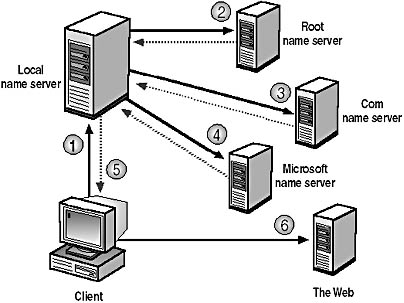 2
Root
name server
Local
name server
3
Com
name server
4
1
5
Microsoft
name server
6
Client
The Web